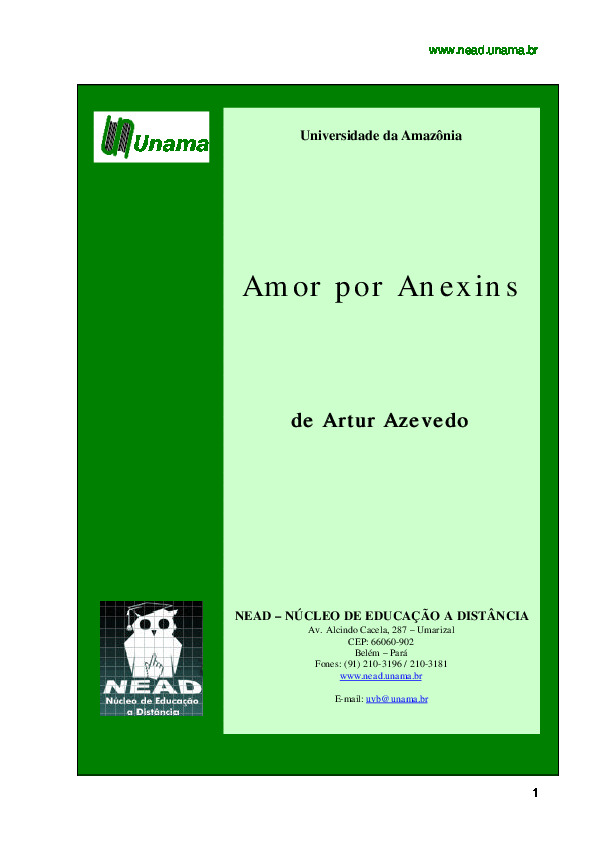 www.nead.unama.br
Unama
Universidade da Amazônia
Amor por Anexins
de Artur Azevedo
NEAD – NÚCLEO DE EDUCAÇÃO A DISTÂNCIA
Av. Alcindo Cacela, 287 – Umarizal
CEP: 66060-902
Belém – Pará
Fones: (91) 210-3196 / 210-3181
www.nead.unama.br
E-mail: uvb@unama.br
NEAD
Núcleo de Educação
a Distância
1